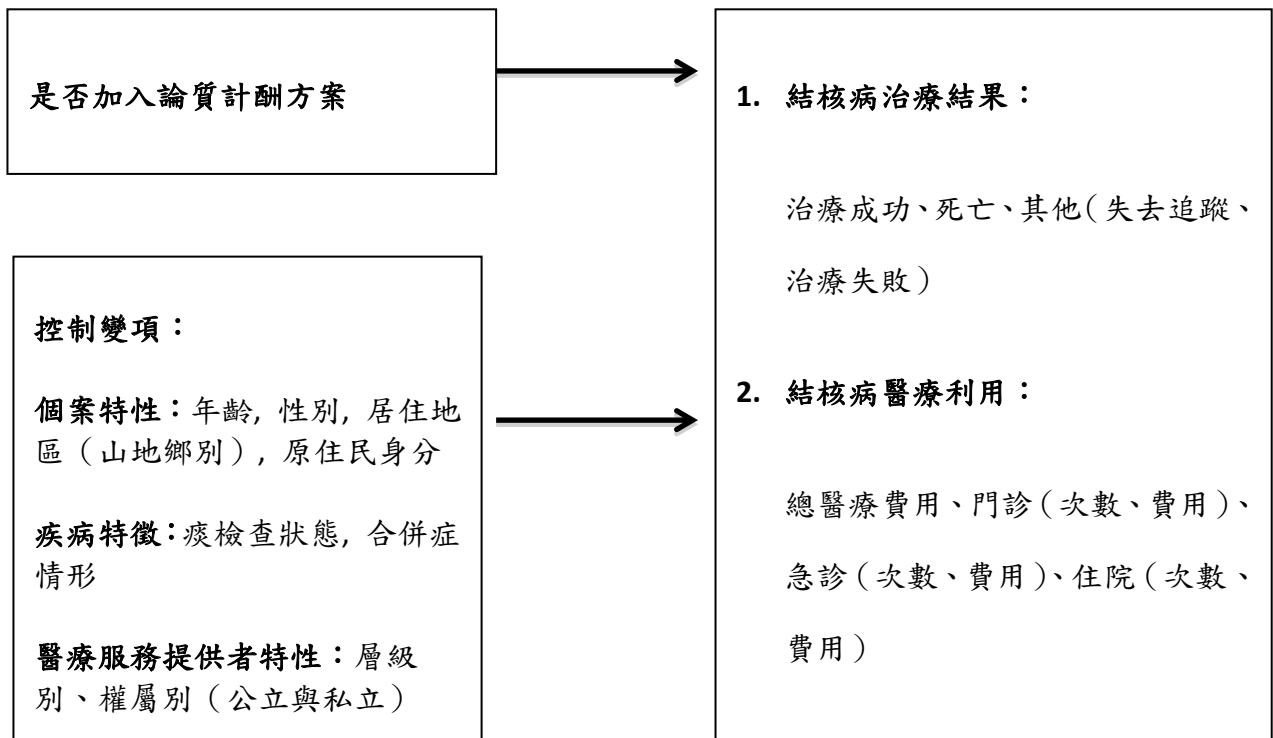 是否加入論質計酬方案
控制變項：
個案特性：年齡, 性別, 居住地
區（山地鄉別）, 原住民身分
疾病特徵：痰檢查狀態, 合併症
情形
醫療服務提供者特性：層級
別、權屬別（公立與私立）
1. 結核病治療結果：
治療成功、死亡、其他（失去追蹤、
治療失敗）
2. 結核病醫療利用：
總醫療費用、門診（次數、費用）、
急診（次數、費用）、住院（次數、
費用）